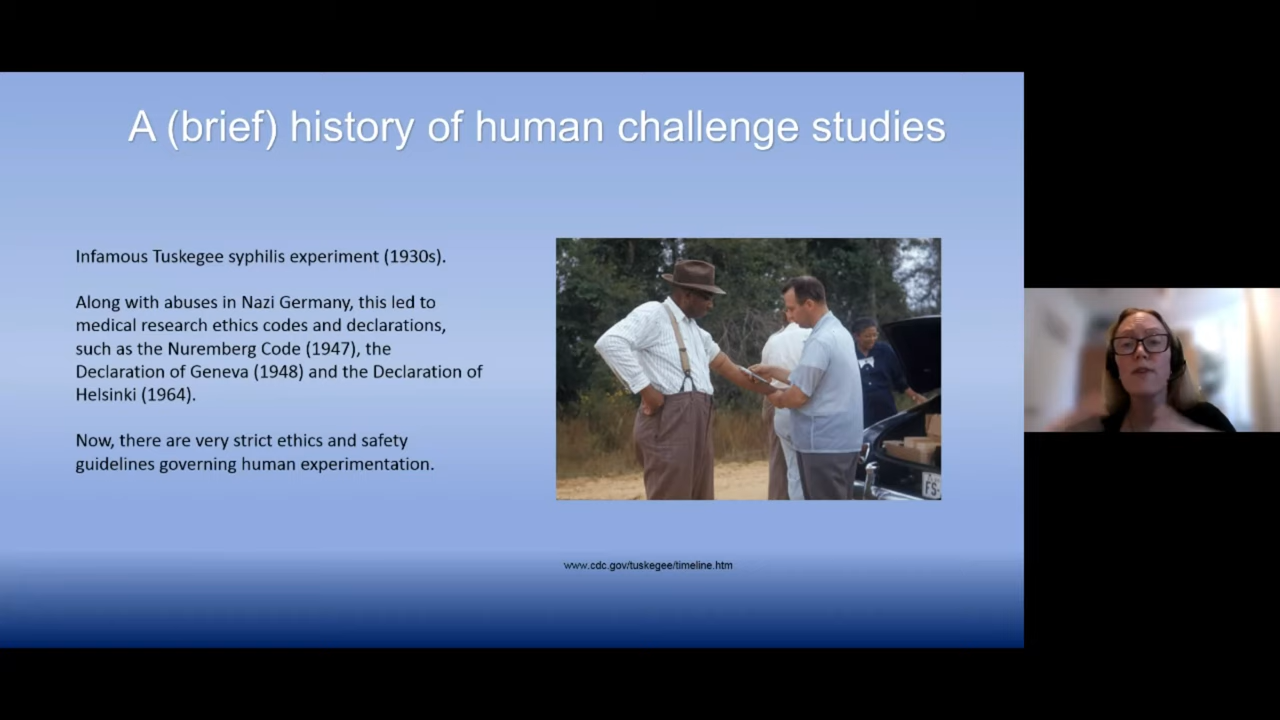 A (brief) history of human challenge studies
Infamous Tuskegee syphilis experiment (1930s).
Along with abuses in Nazi Germany, this led to
medical research ethics codes and declarations,
such as the Nuremberg Code (1947), the
Declaration of Geneva (1948) and the Declaration of
Helsinki (1964).
Now, there are very strict ethics and safety
guidelines governing human experimentation.
FS-
www.cdc.gov/tuskegee/timeline.htm